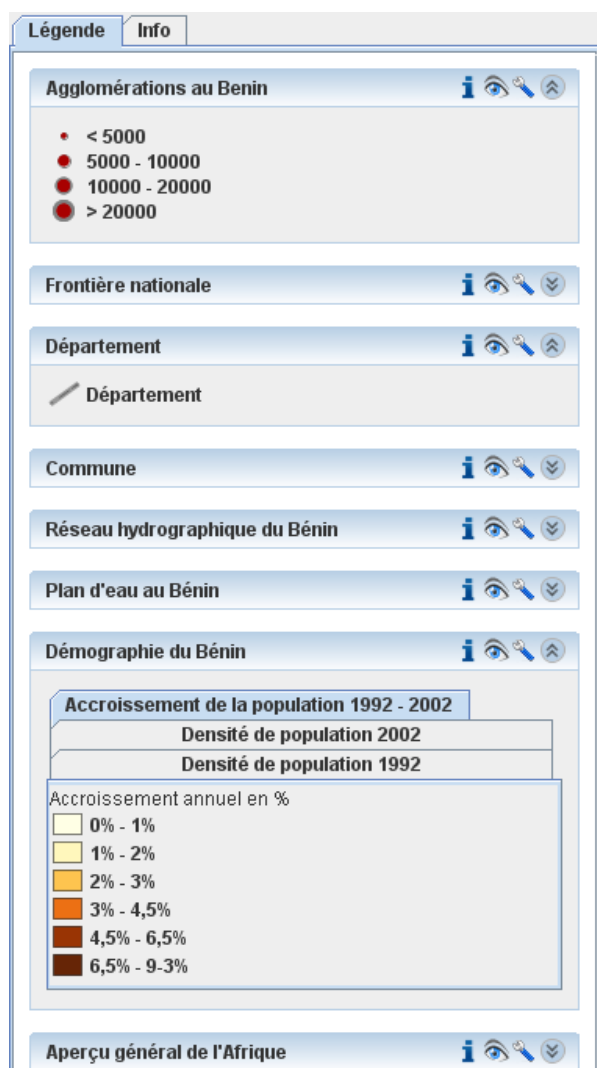 Légende Info
Agglomérations au Benin
< 5000
5000 - 10000
10000 - 20000
> 20000
Frontière nationale
Département
Département
Commune
Réseau hydrographique du Bénin
Plan d'eau au Bénin
Démographie du Bénin
Accroissement de la population 1992 - 2002
Densité de population 2002
Densité de population 1992
Accroissement annuel en %
0% - 1%
1% - 2%
2% - 3%
3% - 4,5%
4,5% - 6,5%
6,5% - 9-3%
Aperçu général de l'Afrique